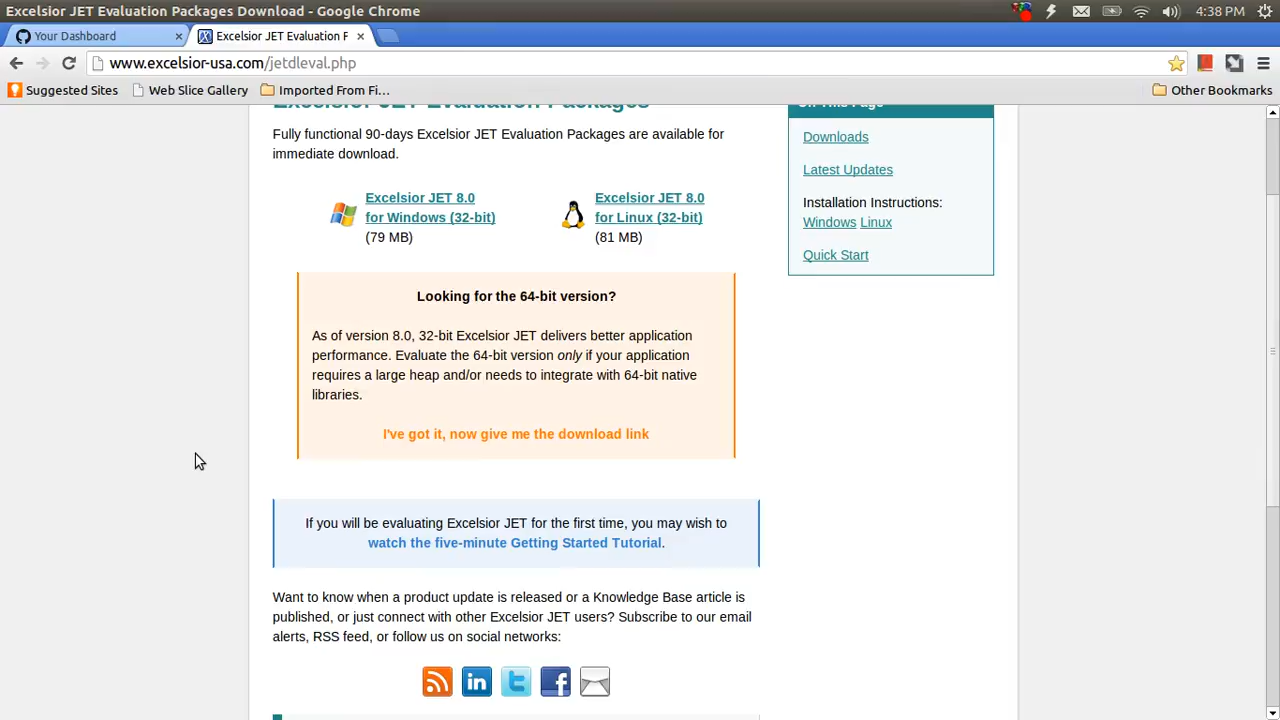 Excelsior JET Evaluation Packages Download - Google Chrome
4:38 PM
Your Dashboard
Excelsior JET Evaluation F
www.excelsior-usa.com/jetdleval.php
Suggested Sites
Web Slice Gallery
Imported From Fi...
Other Bookmarks
Excelsior JET Evaluation Packages
Fully functional 90-days Excelsior JET Evaluation Packages are available for
immediate download.
Excelsior JET 8.0
for Windows (32-bit)
(79 MB)
Excelsior JET 8.0
for Linux (32-bit)
(81 MB)
Looking for the 64-bit version?
As of version 8.0, 32-bit Excelsior JET delivers better application
performance. Evaluate the 64-bit version only if your application
requires a large heap and/or needs to integrate with 64-bit native
libraries.
I've got it, now give me the download link
If you will be evaluating Excelsior JET for the first time, you may wish to
watch the five-minute Getting Started Tutorial.
Want to know when a product update is released or a Knowledge Base article is
published, or just connect with other Excelsior JET users? Subscribe to our email
alerts, RSS feed, or follow us on social networks:
On This Page
Downloads
Latest Updates
Installation Instructions:
Windows Linux
Quick Start